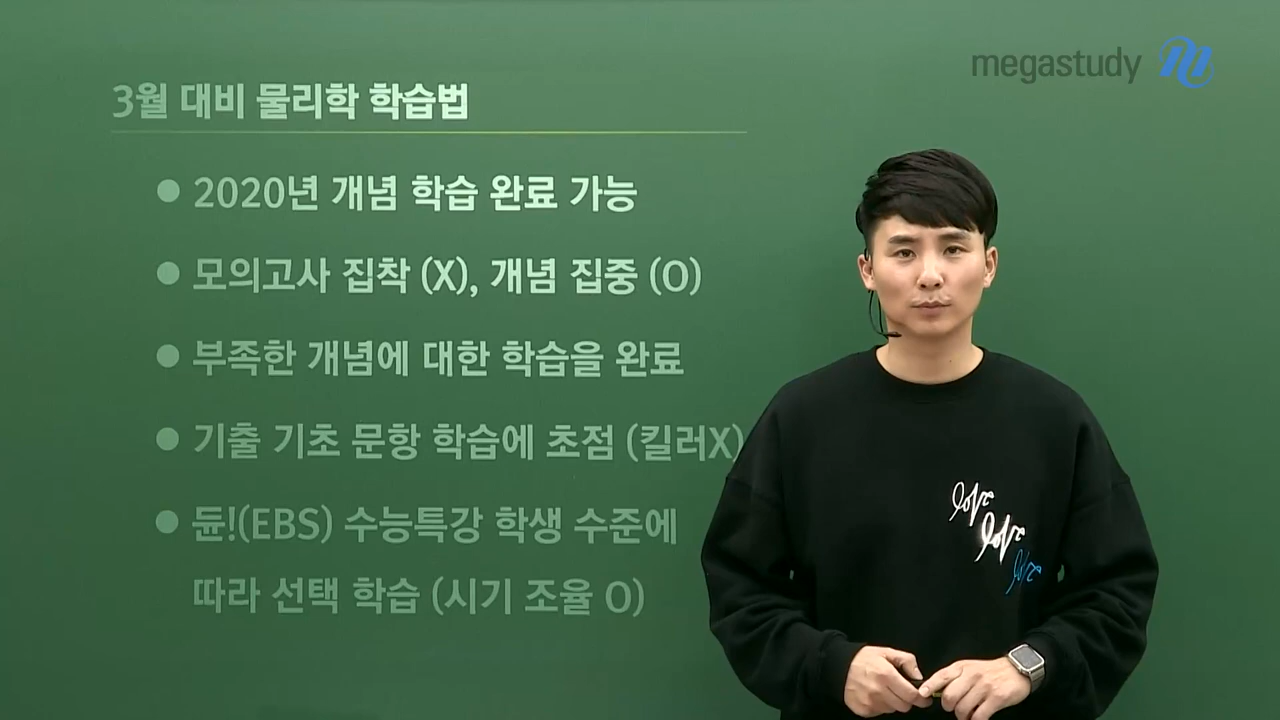 megastudy
3월 대비 물리학 학습법
● 2020년 개념 학습 완료 가능
● 모의고사 집착 (X), 개념 집중 (O)
● 부족한 개념에 대한 학습을 완료
● 기출 기초 문항 학습에 초점 (킬러X)
● 듄!(EBS) 수능특강 학생 수준에
따라 선택 학습 (시기 조율 O)
love
love
love